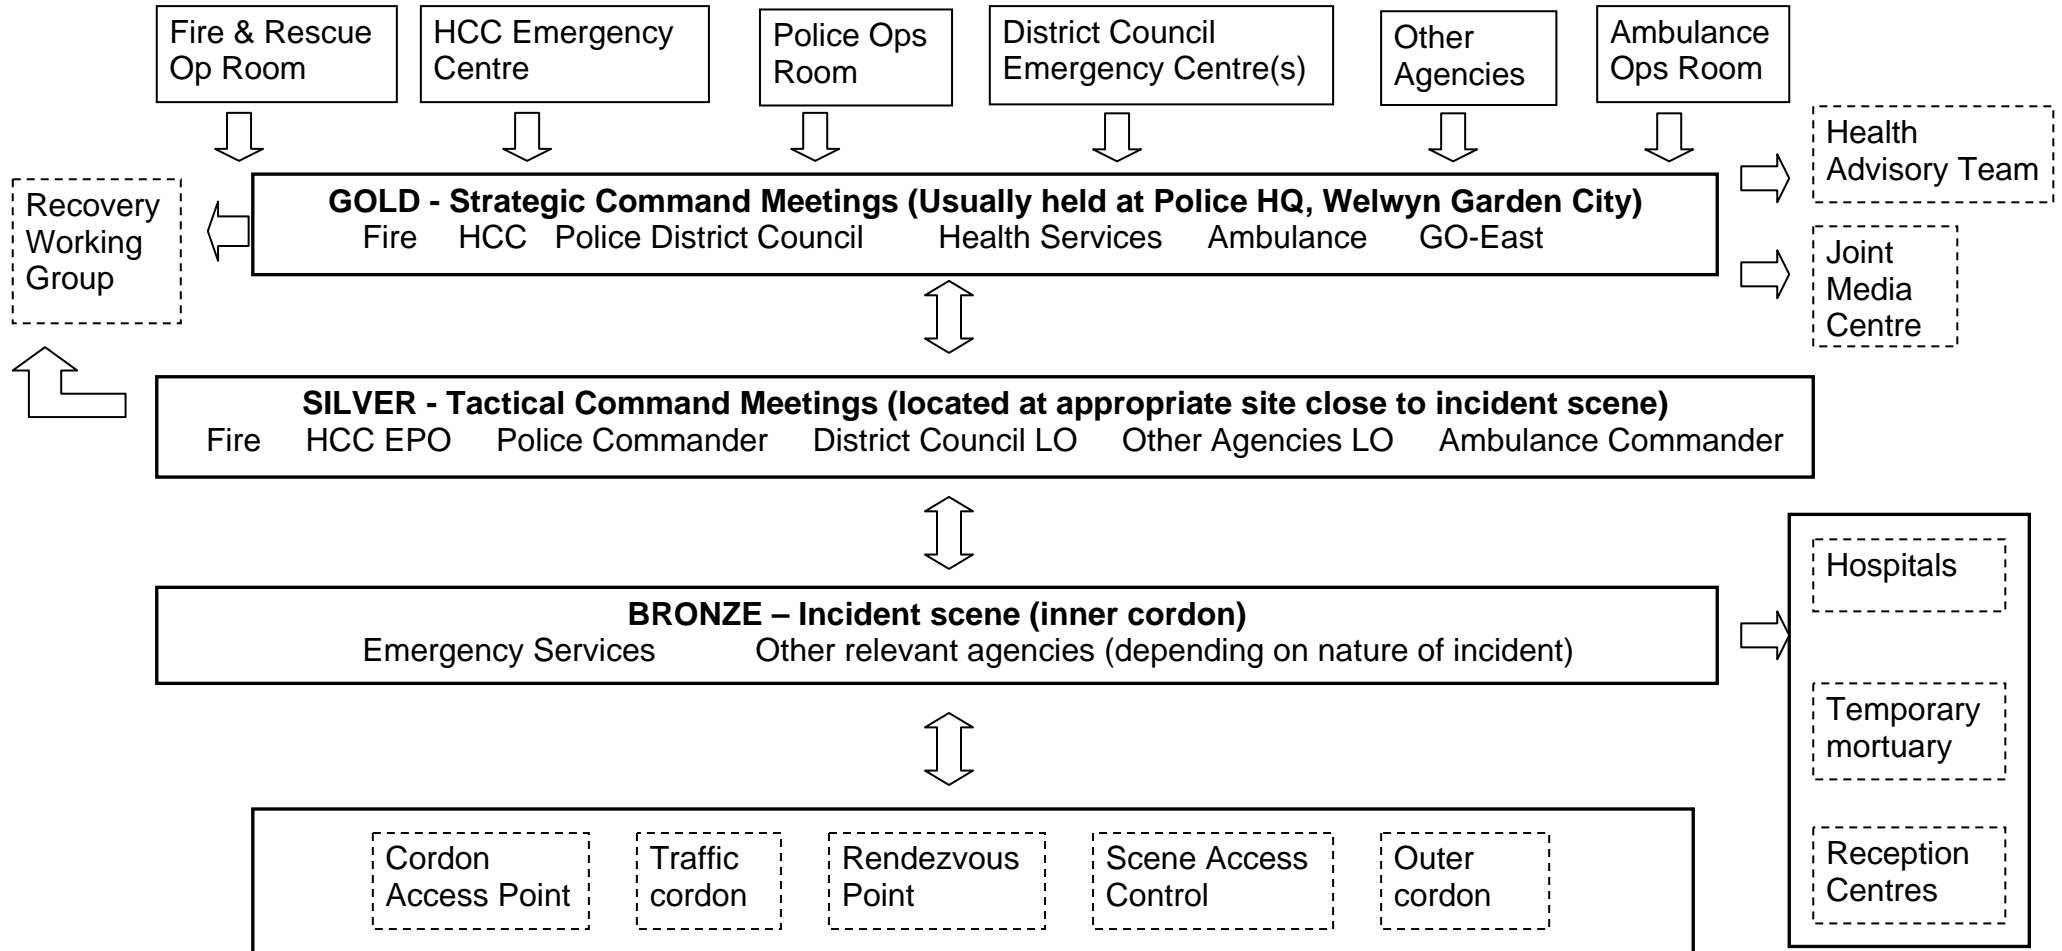 Fire & Rescue
Op Room
HCC Emergency
Centre
Police Ops
Room
District Council
Emergency Centre(s)
Other
Agencies
Ambulance
Ops Room
Health
Advisory Team
Recovery
Working
Group
GOLD - Strategic Command Meetings (Usually held at Police HQ, Welwyn Garden City)
Fire HCC Police District Council Health Services Ambulance GO-East
Joint
Media
Centre
SILVER - Tactical Command Meetings (located at appropriate site close to incident scene)
Fire HCC EPO Police Commander District Council LO Other Agencies LO Ambulance Commander
BRONZE – Incident scene (inner cordon)
Emergency Services Other relevant agencies (depending on nature of incident)
Hospitals
Temporary
mortuary
Reception
Centres
Cordon
Access Point
Traffic
cordon
Rendezvous
Point
Scene Access
Control
Outer
cordon